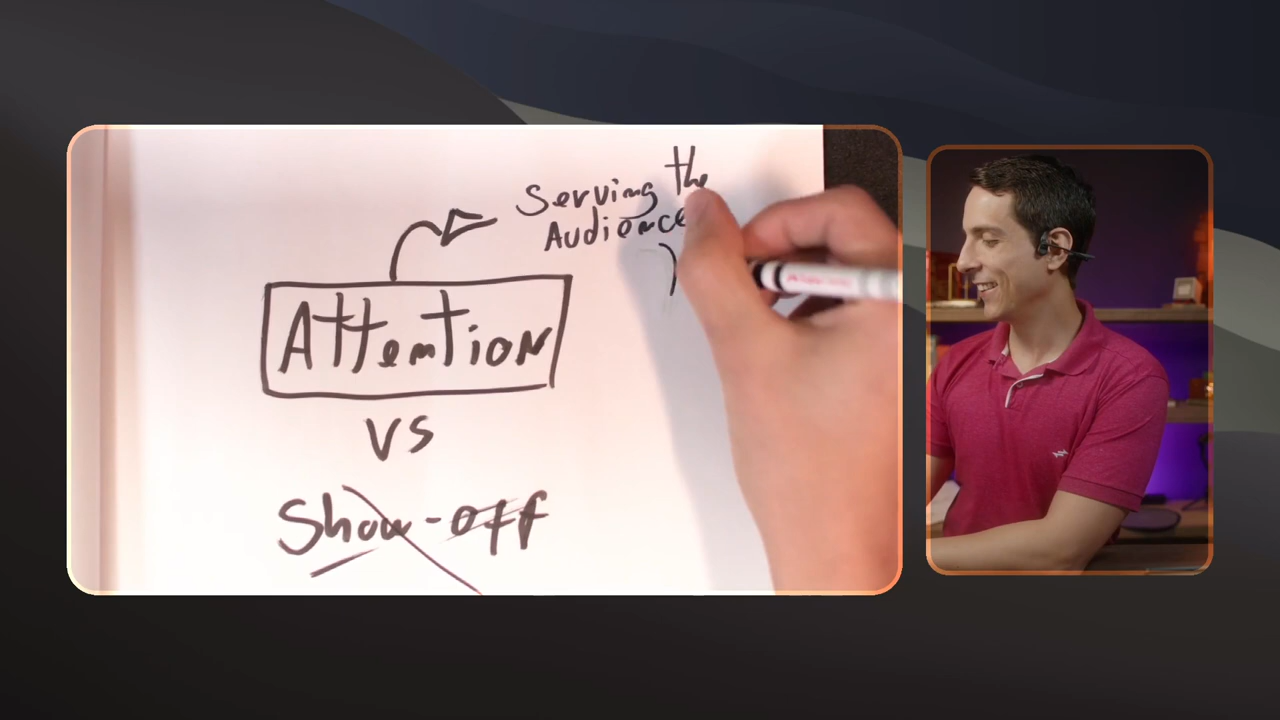 Serving the
Audience
Attention
vs
Show-off